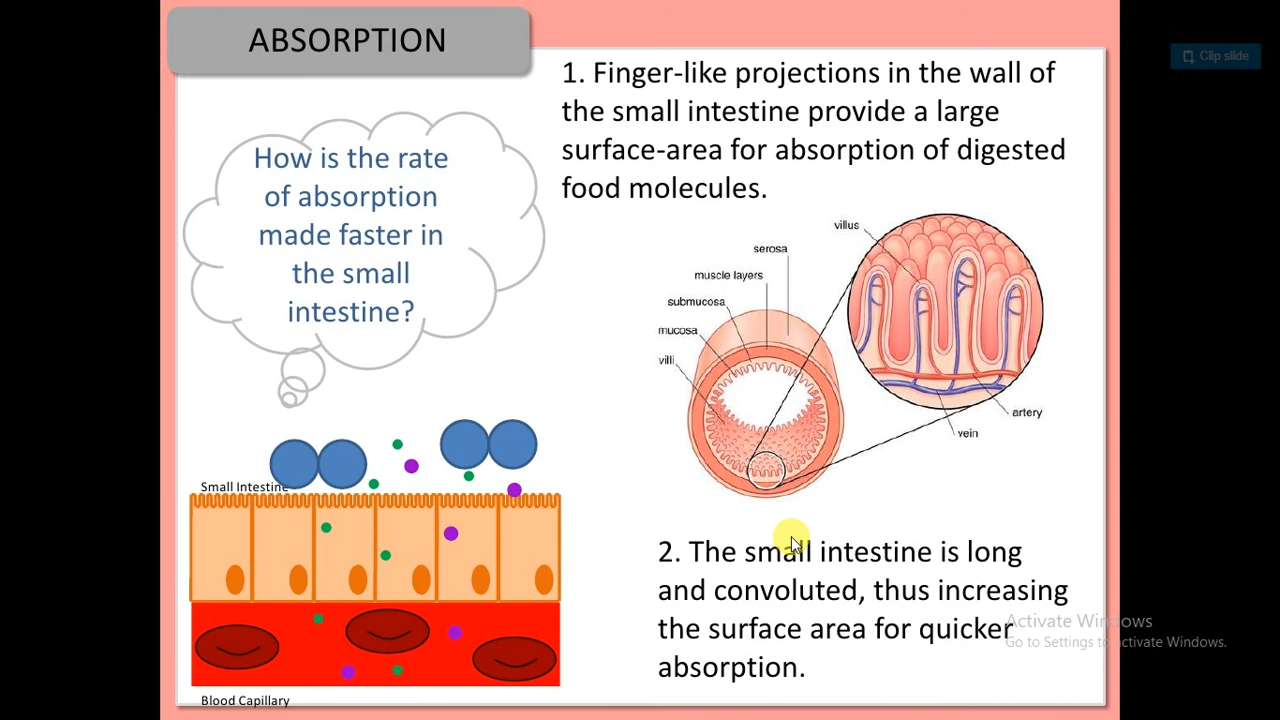 ABSORPTION
Clip slide
How is the rate
of absorption
made faster in
the small
intestine?
1. Finger-like projections in the wall of
the small intestine provide a large
surface-area for absorption of digested
food molecules.
villus
serosa
muscle layers
submucosa
mucosa
villi
artery
vein
Small Intestine
Blood Capillary
2. The small intestine is long
and convoluted, thus increasing
the surface area for quicker
absorption.
Activate Windows
Go to Settings to activate Windows.